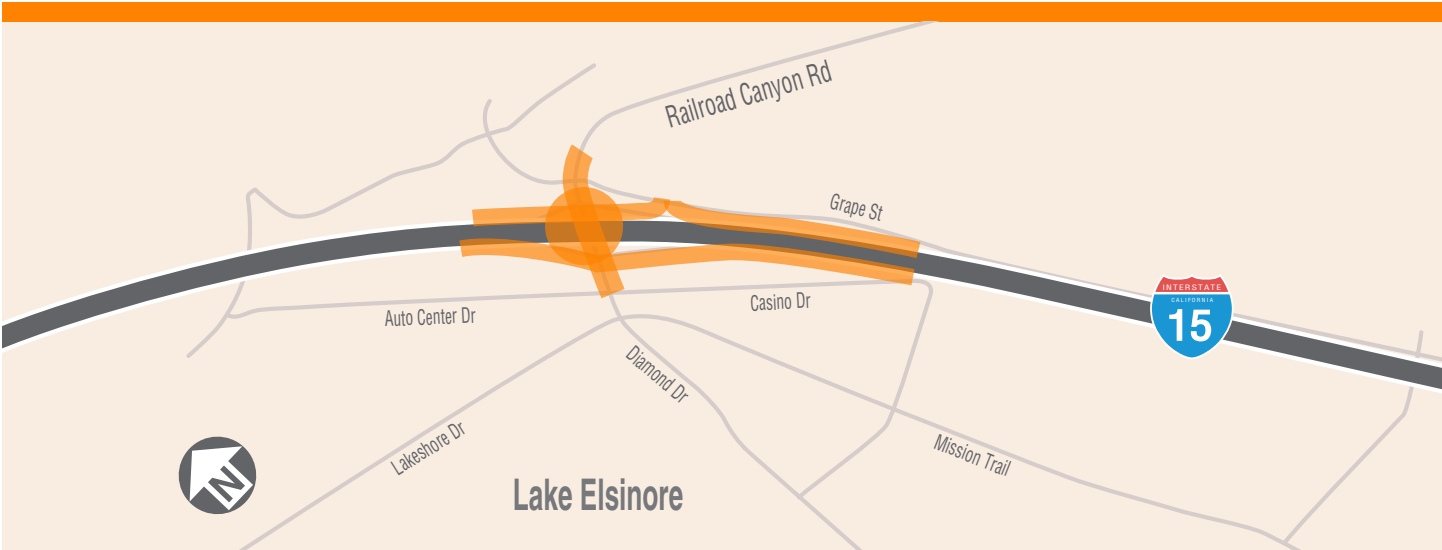 Railroad Canyon Rd
Grape St
INTERSTATE
CALIFORNIA
15
Casino Dr
Auto Center Dr
Diamond Dr
Lakeshore Dr
Mission Trail
Lake Elsinore
N